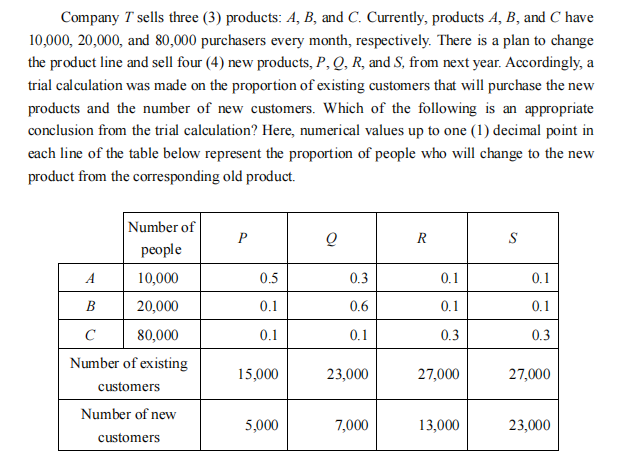 Company T sells three (3) products: A, B, and C. Currently, products A, B, and C have
10,000, 20,000, and 80,000 purchasers every month, respectively. There is a plan to change
the product line and sell four (4) new products, P, Q, R, and S, from next year. Accordingly, a
trial calculation was made on the proportion of existing customers that will purchase the new
products and the number of new customers. Which of the following is an appropriate
conclusion from the trial calculation? Here, numerical values up to one (1) decimal point in
each line of the table below represent the proportion of people who will change to the new
product from the corresponding old product.
Number of people P Q R S
A 10,000 0.5 0.3 0.1 0.1
B 20,000 0.1 0.6 0.1 0.1
C 80,000 0.1 0.1 0.3 0.3
Number of existing customers 15,000 23,000 27,000 27,000
Number of new customers 5,000 7,000 13,000 23,000